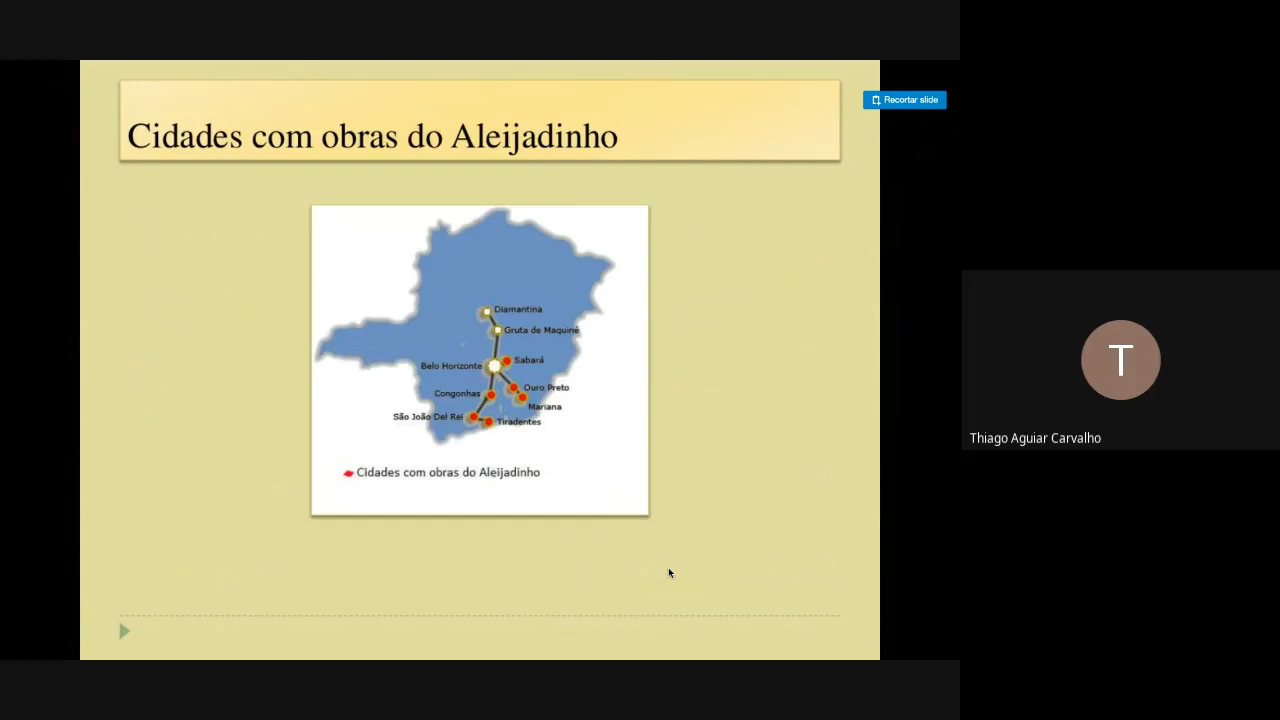 Recortar slide
Cidades com obras do Aleijadinho
Diamantina
Gruta de Maquiné
Sabará
Belo Horizonte
Ouro Preto
Congonhas
Mariana
São João Del Rei
Tiradentes
Cidades com obras do Aleijadinho
T
Thiago Aguiar Carvalho